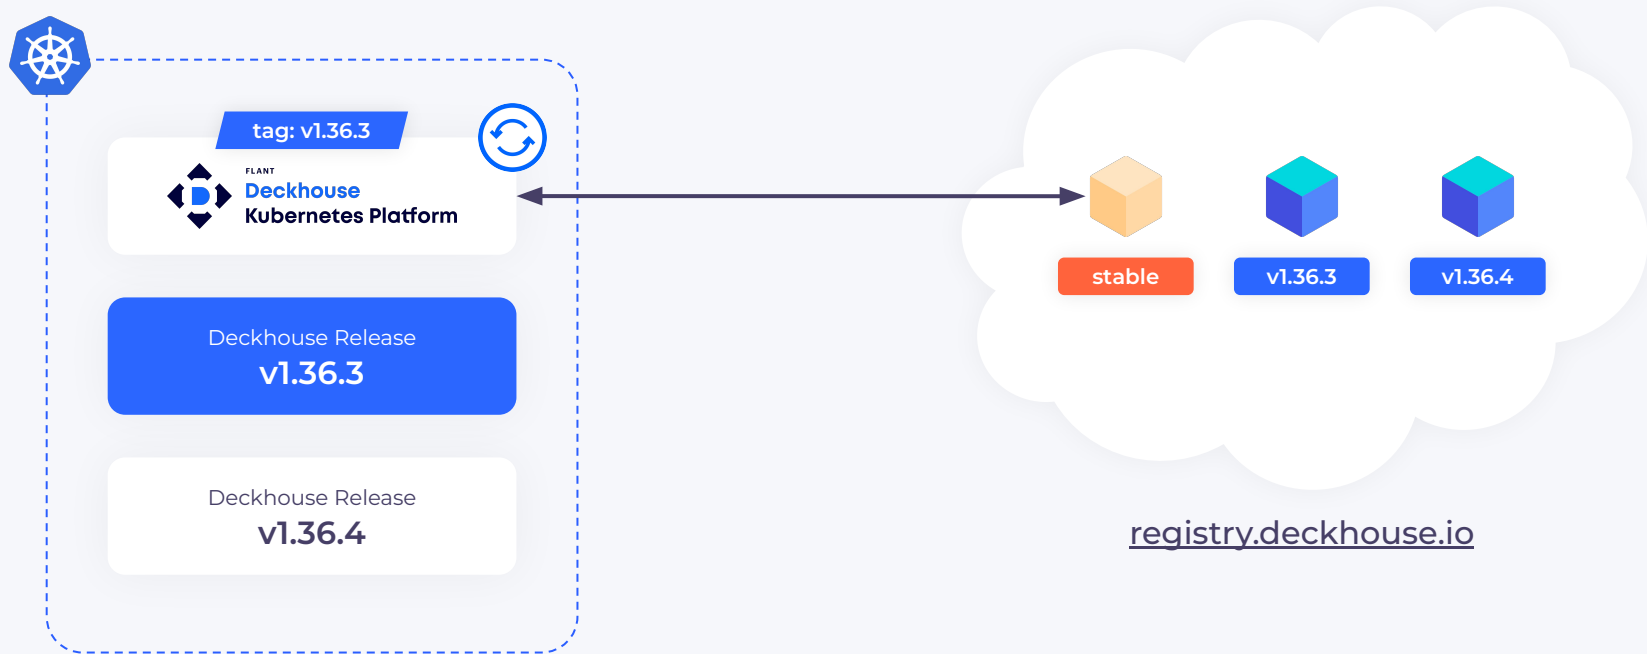 tag: v1.36.3
FLANT
Deckhouse
Kubernetes Platform
Deckhouse Release
v1.36.3
Deckhouse Release
v1.36.4
stable
v1.36.3
v1.36.4
registry.deckhouse.io